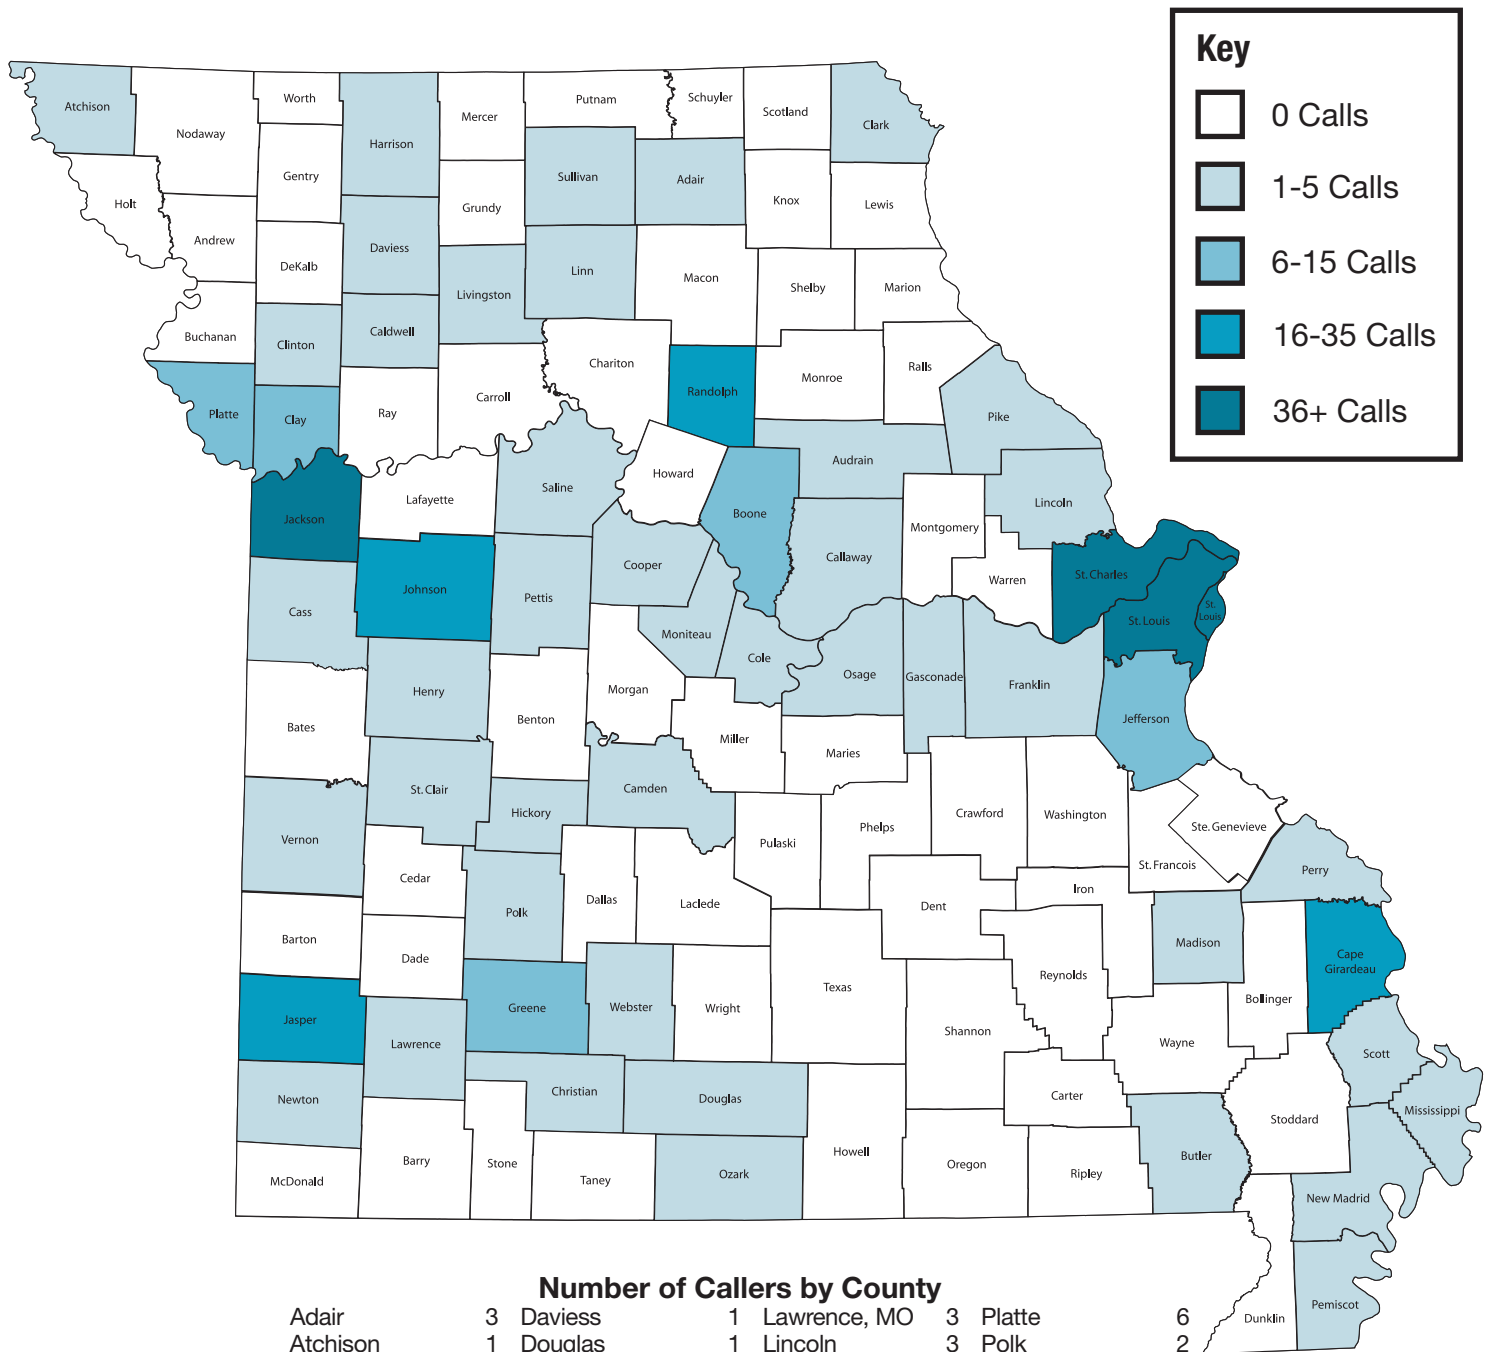 Key
0 Calls
1-5 Calls
6-15 Calls
16-35 Calls
36+ Calls
Atchison
Nodaway
Worth
Harrison
Mercer
Putnam
Schuyler
Scotland
Clark
Holt
Gentry
Grundy
Sullivan
Adair
Knox
Lewis
Andrew
DeKalb
Daviess
Livingston
Linn
Macon
Shelby
Marion
Buchanan
Clinton
Caldwell
Chariton
Randolph
Monroe
Ralls
Pike
Platte
Clay
Ray
Carroll
Howard
Audrain
Jackson
Lafayette
Saline
Boone
Montgomery
Lincoln
Johnson
Cooper
Callaway
Warren
St. Charles
St. Louis
St.
Louis
Cass
Pettis
Moniteau
Cole
Osage
Gasconade
Franklin
Jefferson
Henry
Benton
Morgan
Miller
Maries
Bates
St. Clair
Hickory
Camden
Pulaski
Phelps
Crawford
Washington
Ste. Genevieve
St. Francois
Perry
Vernon
Cedar
Polk
Dallas
Laclede
Dent
Iron
Madison
Cape
Girardeau
Barton
Dade
Greene
Webster
Wright
Texas
Reynolds
Bollinger
Jasper
Lawrence
Shannon
Wayne
Scott
Newton
Christian
Douglas
Carter
Stoddard
Mississippi
McDonald
Barry
Stone
Taney
Ozark
Howell
Oregon
Ripley
Butler
New Madrid
Dunklin
Pemiscot
Number of Callers by County
Adair 3 Daviess 1 Lawrence, MO 3 Platte 6
Atchison 1 Douglas 1 Lincoln 3 Polk 2